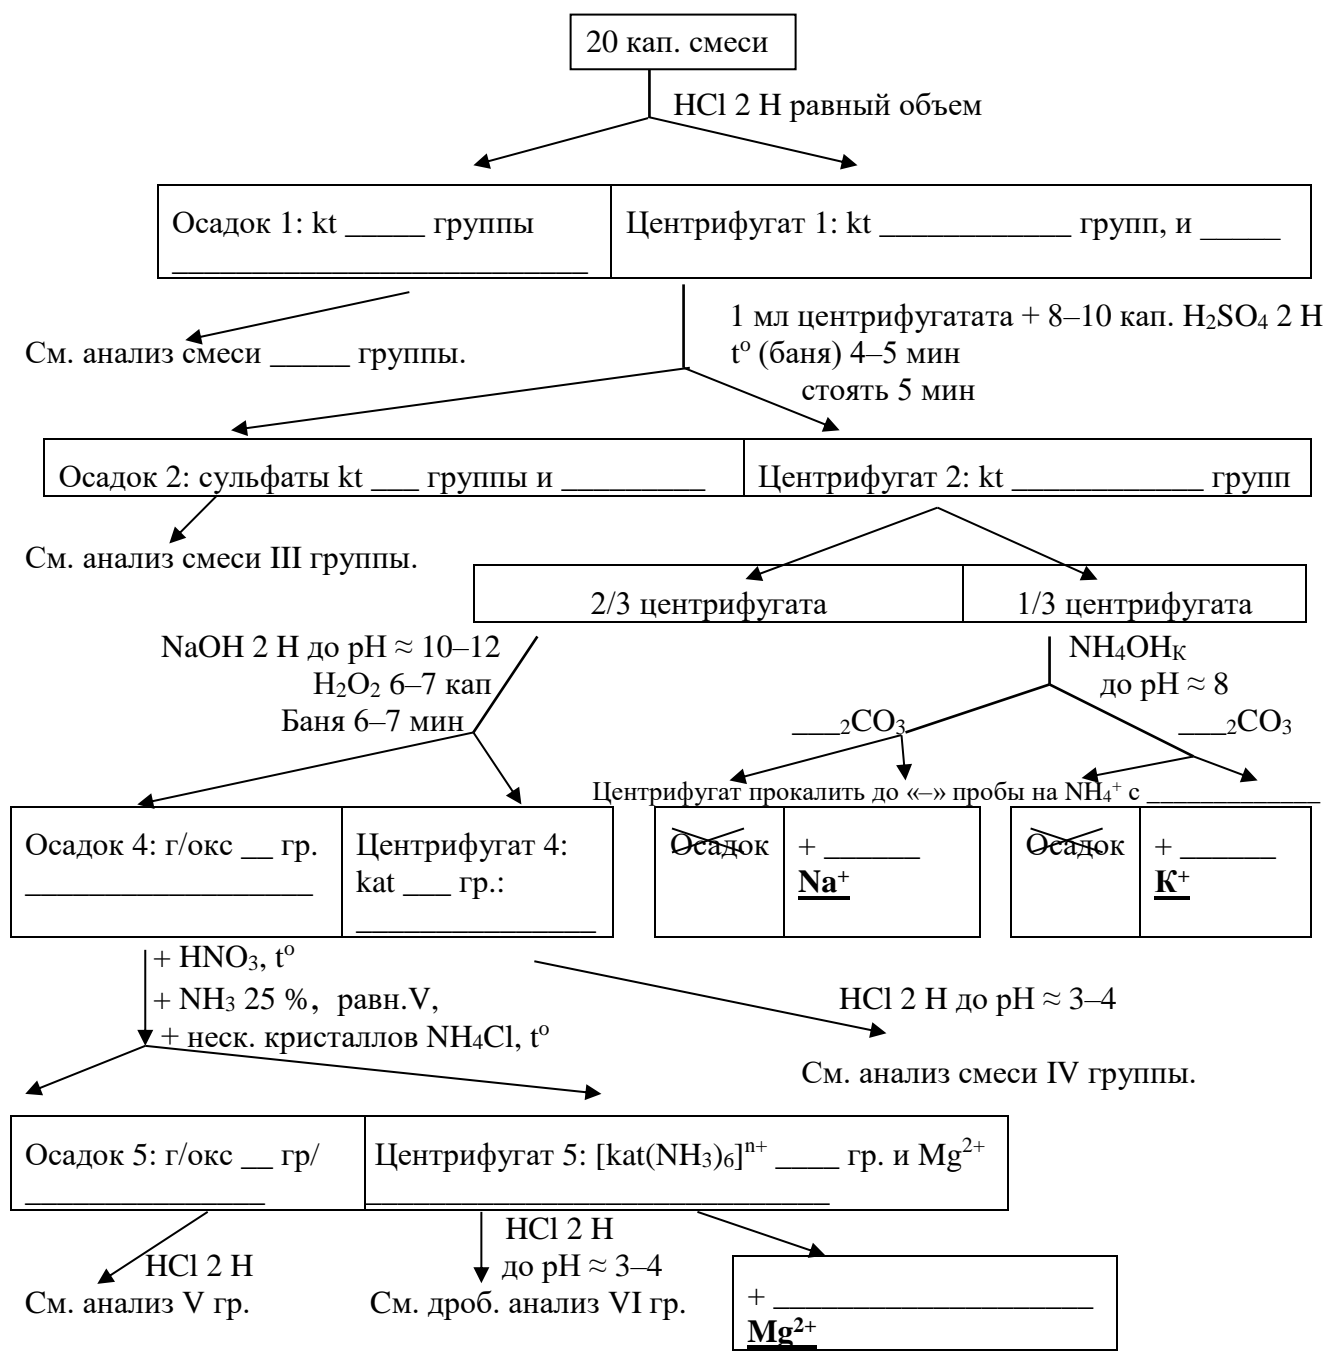 20 кап. смеси
HCl 2 Н равный объем
Осадок 1: kt _____ группы
__________________________
Центрифугат 1: kt ____________ групп, и _____
1 мл центрифугатата + 8–10 кап. H₂SO₄ 2 Н
tº (баня) 4–5 мин
стоять 5 мин
См. анализ смеси _____ группы.
Осадок 2: сульфаты kt ___ группы и _________
Центрифугат 2: kt ____________ групп
См. анализ смеси III группы.
2/3 центрифугата
1/3 центрифугата
NaOH 2 Н до pH ≈ 10–12
H₂O₂ 6–7 кап
Баня 6–7 мин
NH₄OHК
до pH ≈ 8
___₂CO₃
___₂CO₃
Центрифугат прокалить до «–» пробы на NH₄⁺ с _____________
Осадок 4: г/окс __ гр.
__________________
Центрифугат 4:
kat ___ гр.:
_______________
Осадок
+ ______
Na⁺
Осадок
+ ______
К⁺
+ HNO₃, tº
+ NH₃ 25 %, равн.V,
+ неск. кристаллов NH₄Cl, tº
HCl 2 Н до pH ≈ 3–4
См. анализ смеси IV группы.
Осадок 5: г/окс __ гр/
_______________
Центрифугат 5: [kat(NH₃)₆]ⁿ⁺ ____ гр. и Mg²⁺
_____________________________
HCl 2 Н
См. анализ V гр.
HCl 2 Н
до pH ≈ 3–4
См. дроб. анализ VI гр.
+ ____________________
Mg²⁺